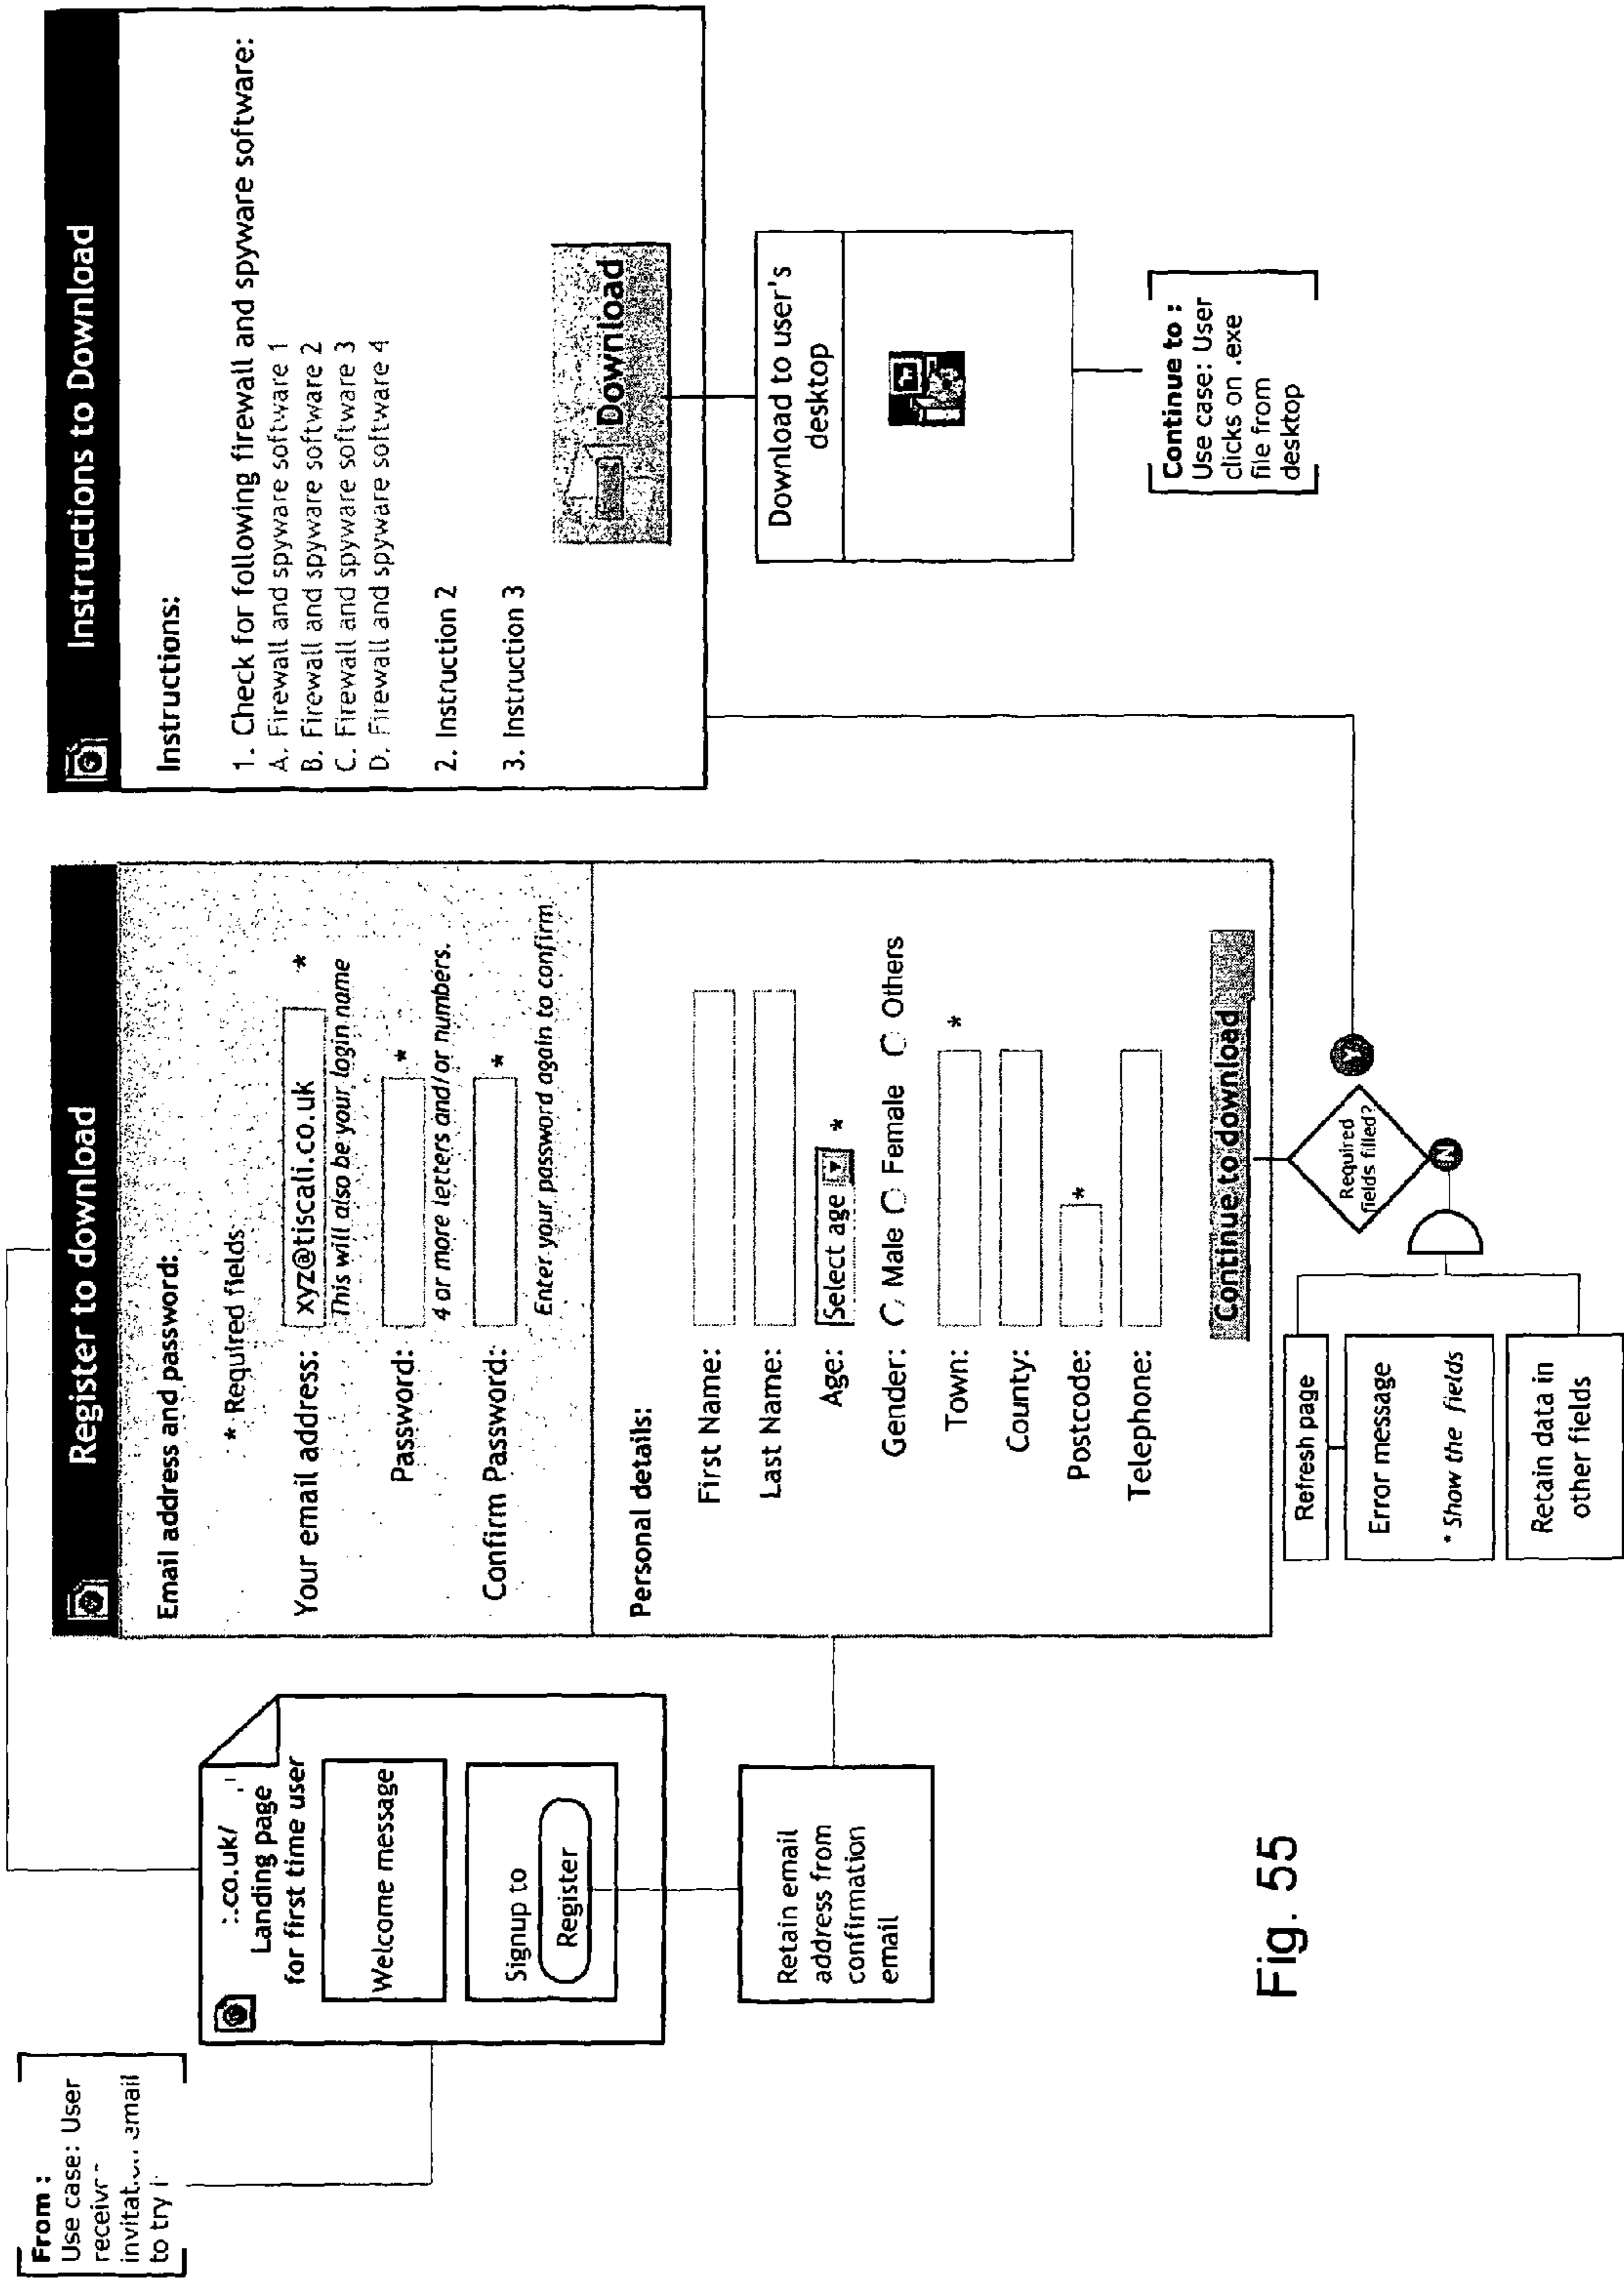 From :
Use case: User
email
to try
:.co.uk/
Landing page
for first time user
Welcome message
Signup to
Register
Retain email
address from
confirmation
email
Register to download
Email address and password:
* Required fields
Your email address: xyz@tiscali.co.uk *
This will also be your login name
Password: *
4 or more letters and/or numbers.
Confirm Password: *
Enter your password again to confirm
Personal details:
First Name:
Last Name:
Age: Select age *
Gender: Male Female Others
Town: *
County:
Postcode: *
Telephone:
Continue to download
Required
fields filled?
Y
N
Refresh page
Error message
* Show the fields
Retain data in
other fields
Instructions to Download
Instructions:
1. Check for following firewall and spyware software:
A. Firewall and spyware software 1
B. Firewall and spyware software 2
C. Firewall and spyware software 3
D. Firewall and spyware software 4
2. Instruction 2
3. Instruction 3
Download
Download to user's
desktop
Continue to :
Use case: User
clicks on .exe
file from
desktop
Fig. 55